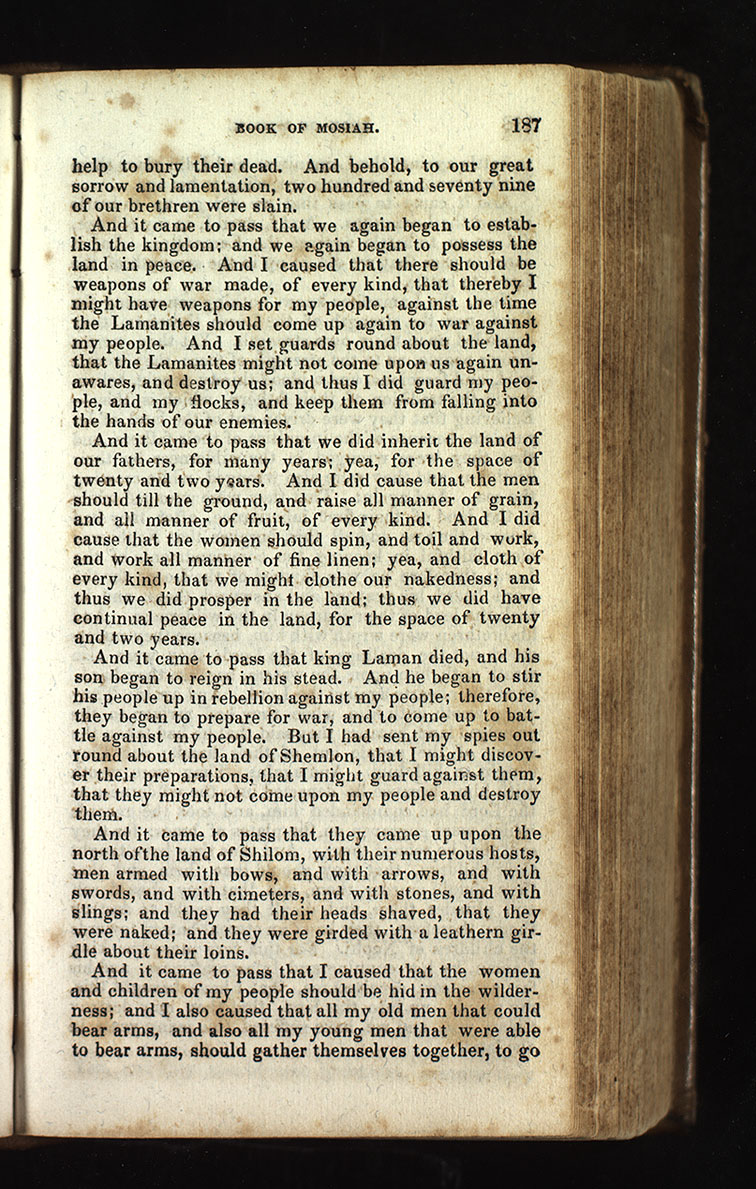 BOOK OF MOSIAH. 187
help to bury their dead. And behold, to our great
sorrow and lamentation, two hundred and seventy nine
of our brethren were slain.
And it came to pass that we again began to estab-
lish the kingdom; and we again began to possess the
land in peace. And I caused that there should be
weapons of war made, of every kind, that thereby I
might have weapons for my people, against the time
the Lamanites should come up again to war against
my people. And I set guards round about the land,
that the Lamanites might not come upon us again un-
awares, and destroy us; and thus I did guard my peo-
ple, and my flocks, and keep them from falling into
the hands of our enemies.
And it came to pass that we did inherit the land of
our fathers, for many years; yea, for the space of
twenty and two years. And I did cause that the men
should till the ground, and raise all manner of grain,
and all manner of fruit, of every kind. And I did
cause that the women should spin, and toil and work,
and work all manner of fine linen; yea, and cloth of
every kind, that we might clothe our nakedness; and
thus we did prosper in the land; thus we did have
continual peace in the land, for the space of twenty
and two years.
And it came to pass that king Laman died, and his
son began to reign in his stead. And he began to stir
his people up in rebellion against my people; therefore,
they began to prepare for war, and to come up to bat-
tle against my people. But I had sent my spies out
round about the land of Shemlon, that I might discov-
er their preparations, that I might guard against them,
that they might not come upon my people and destroy
them.
And it came to pass that they came up upon the
north of the land of Shilom, with their numerous hosts,
men armed with bows, and with arrows, and with
swords, and with cimeters, and with stones, and with
slings; and they had their heads shaved, that they
were naked; and they were girded with a leathern gir-
dle about their loins.
And it came to pass that I caused that the women
and children of my people should be hid in the wilder-
ness; and I also caused that all my old men that could
bear arms, and also all my young men that were able
to bear arms, should gather themselves together, to go